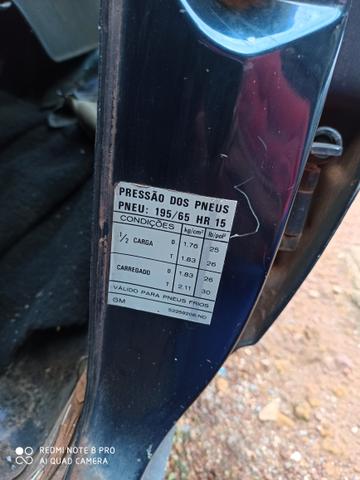 PRESSÃO DOS PNEUS
PNEU: 195/65 HR 15
CONDIÇÕES kg/cm² lb/pol²
1/2 CARGA D 1.76 25
T 1.83 26
CARREGADO D 1.83 26
T 2.11 30
VÁLIDO PARA PNEUS FRIOS
GM
REDMI NOTE 8 PRO
AI QUAD CAMERA